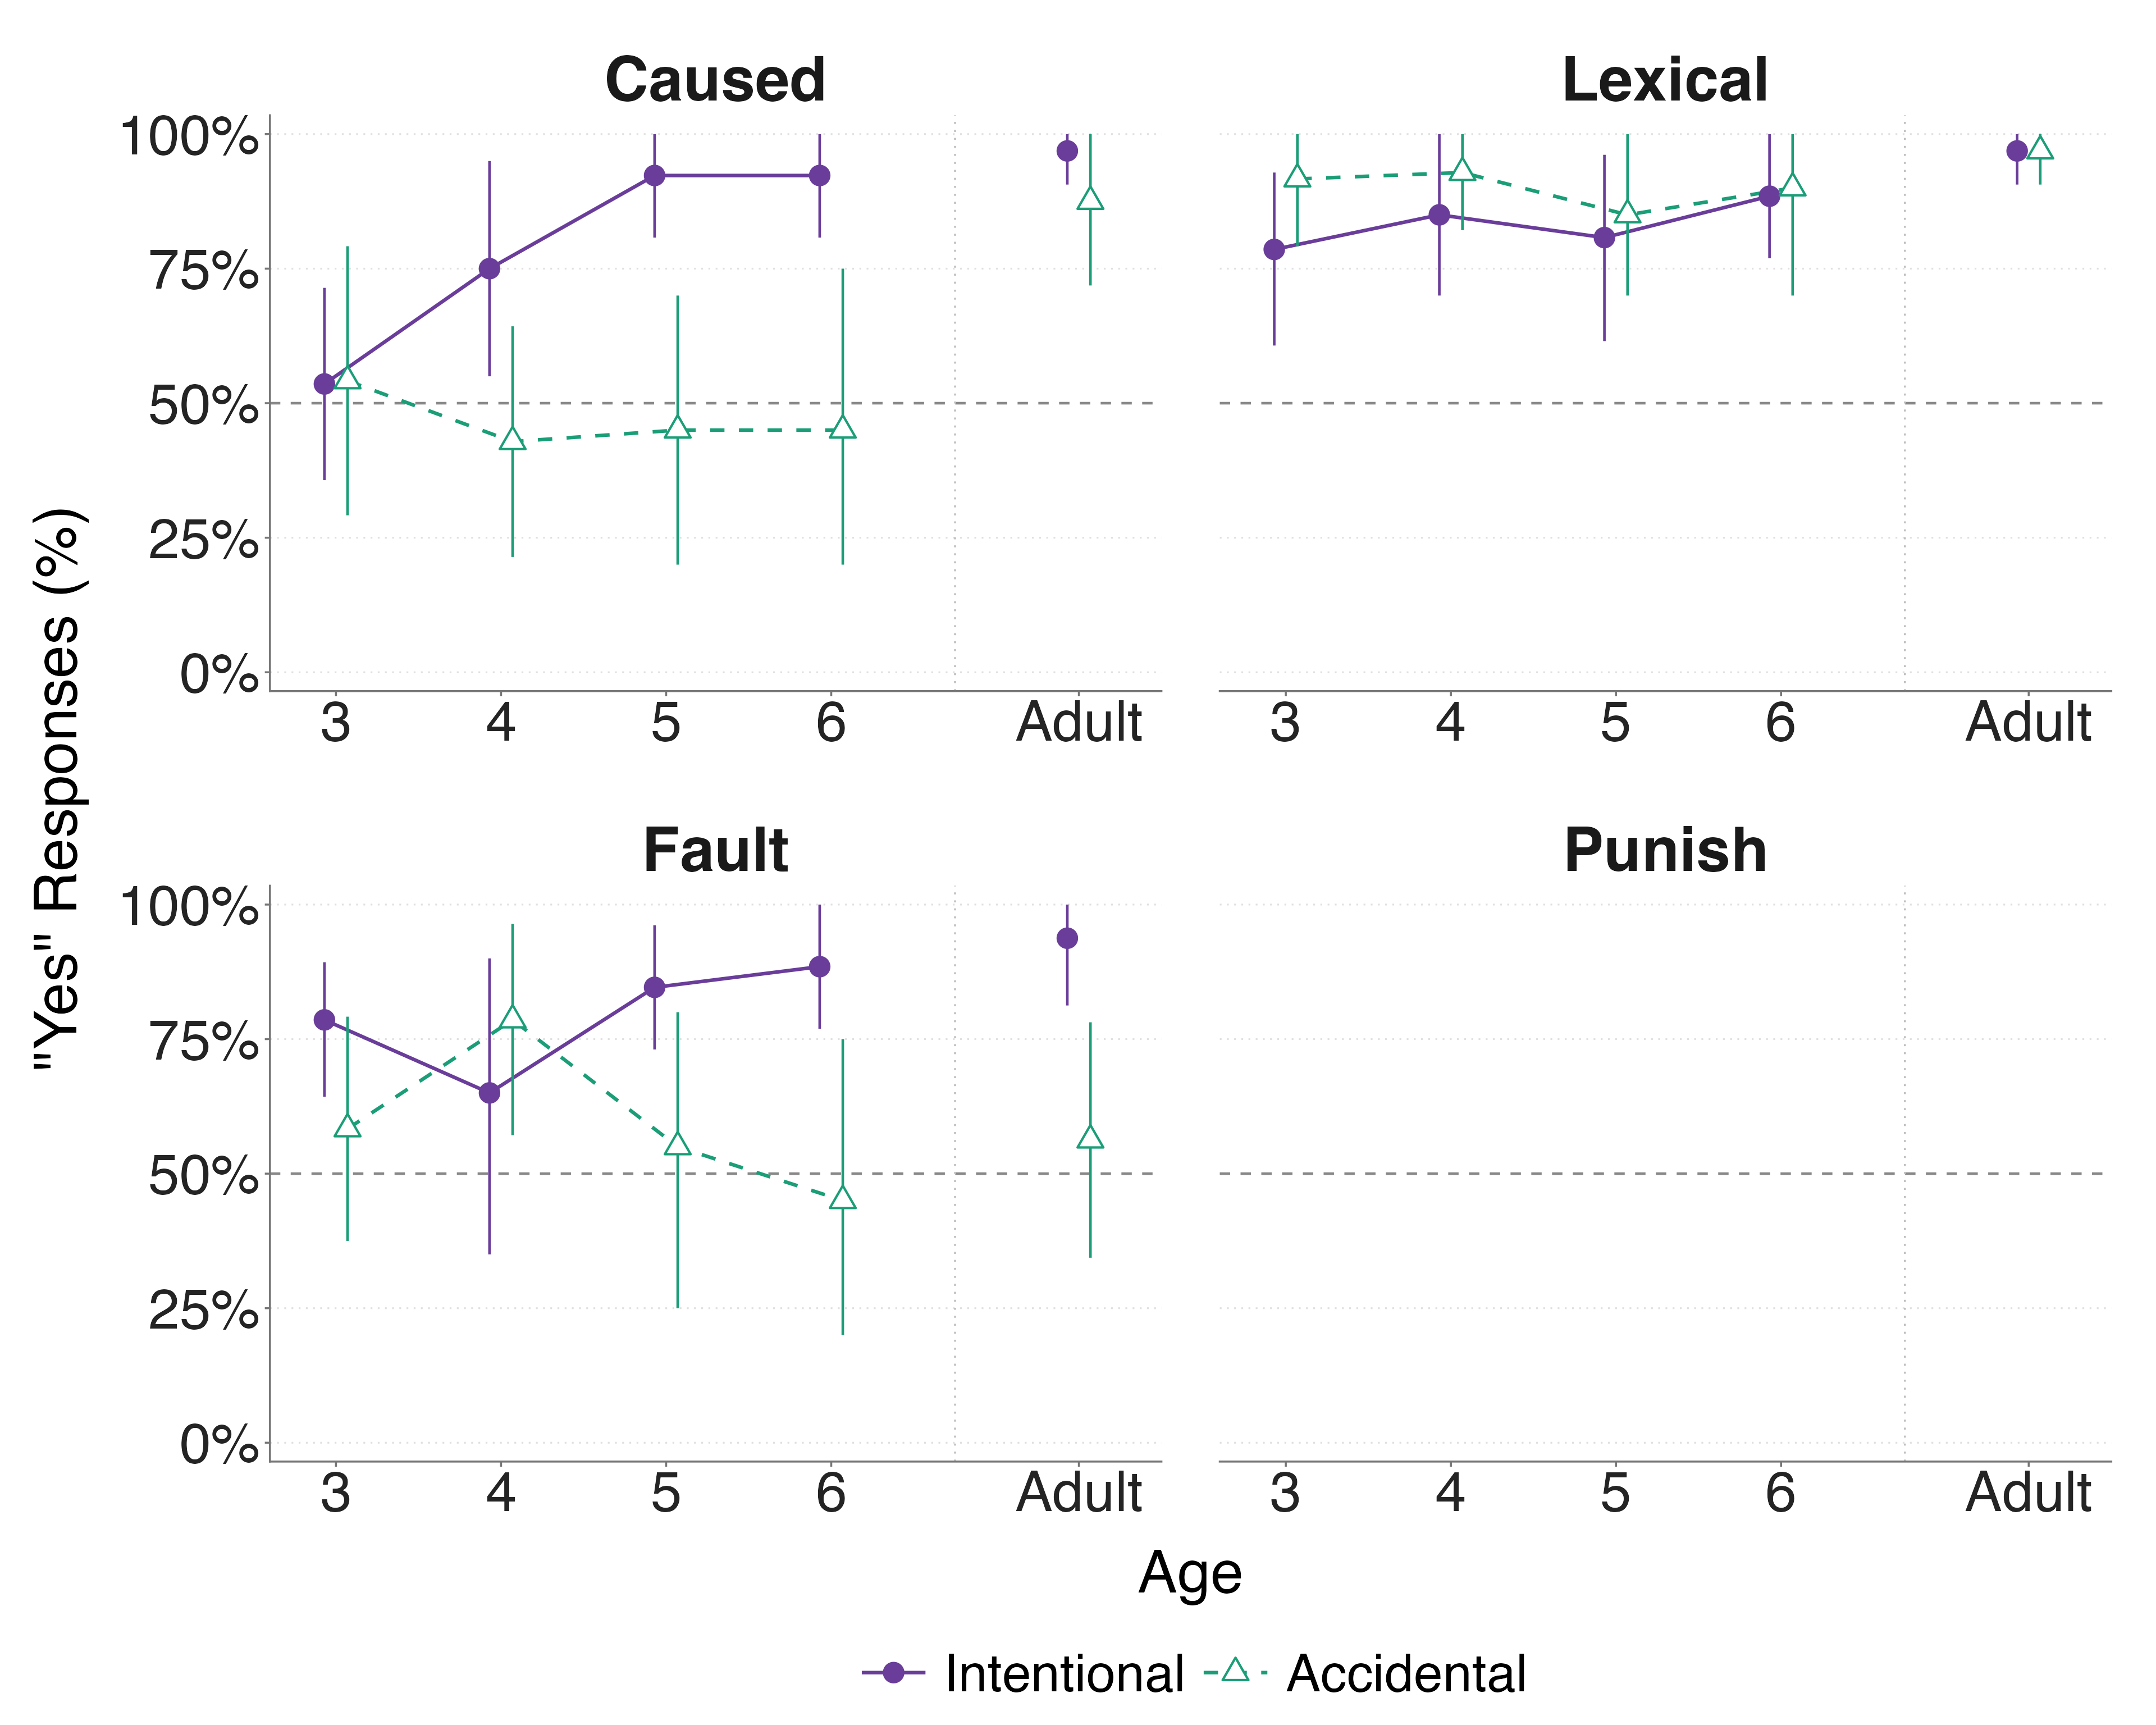 Caused
Lexical
"Yes" Responses (%)
100%
75%
50%
25%
0%
3 4 5 6 Adult
3 4 5 6 Adult
Fault
Punish
100%
75%
50%
25%
0%
3 4 5 6 Adult
3 4 5 6 Adult
Age
Intentional Accidental